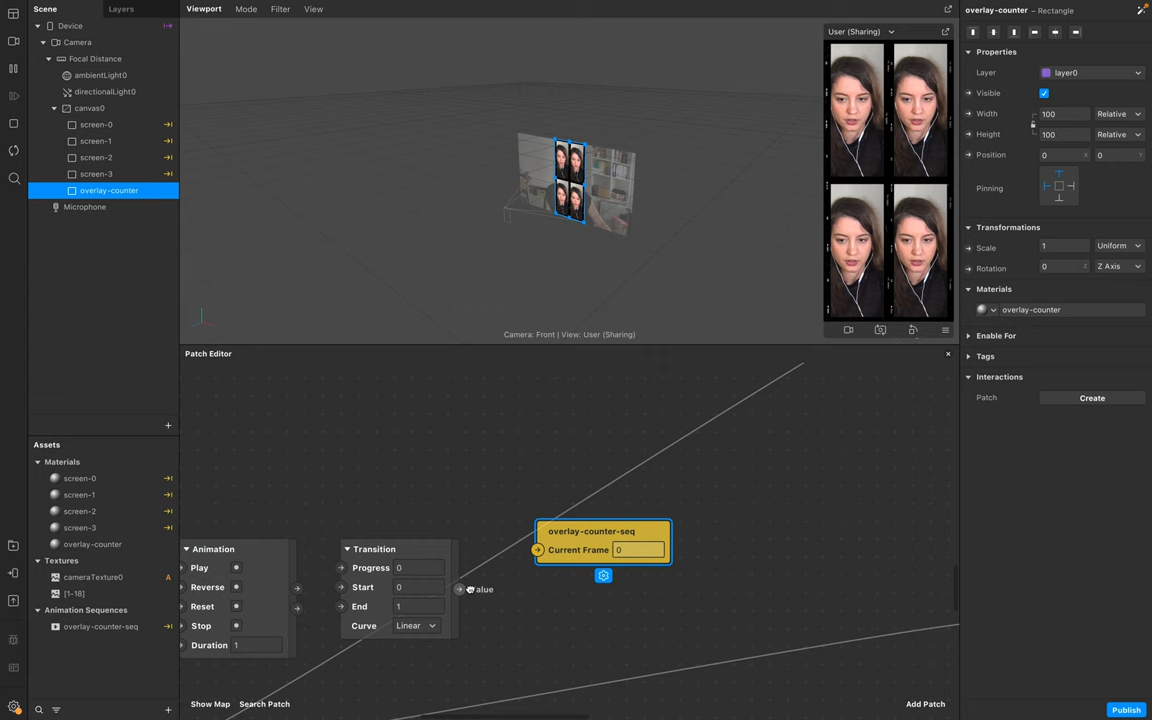 Scene
Layers
Device
Camera
Focal Distance
ambientLight0
directionalLight0
canvas0
screen-0
screen-1
screen-2
screen-3
overlay-counter
Microphone
Assets
Materials
screen-0
screen-1
screen-2
screen-3
overlay-counter
Textures
cameraTexture0 A
[1-18]
Animation Sequences
overlay-counter-seq
Viewport Mode Filter View
Camera: Front | View: User (Sharing)
User (Sharing)
Patch Editor
Animation
Play
Reverse
Reset
Stop
Duration 1
Transition
Progress 0
Start 0
End 1
Curve Linear
overlay-counter-seq
Current Frame 0
Show Map Search Patch
Add Patch
overlay-counter – Rectangle
Properties
Layer layer0
Visible
Width 100 Relative
Height 100 Relative
Position 0 x 0 Y
Pinning
Transformations
Scale 1 Uniform
Rotation 0 Z Z Axis
Materials
overlay-counter
Enable For
Tags
Interactions
Patch Create
Publish